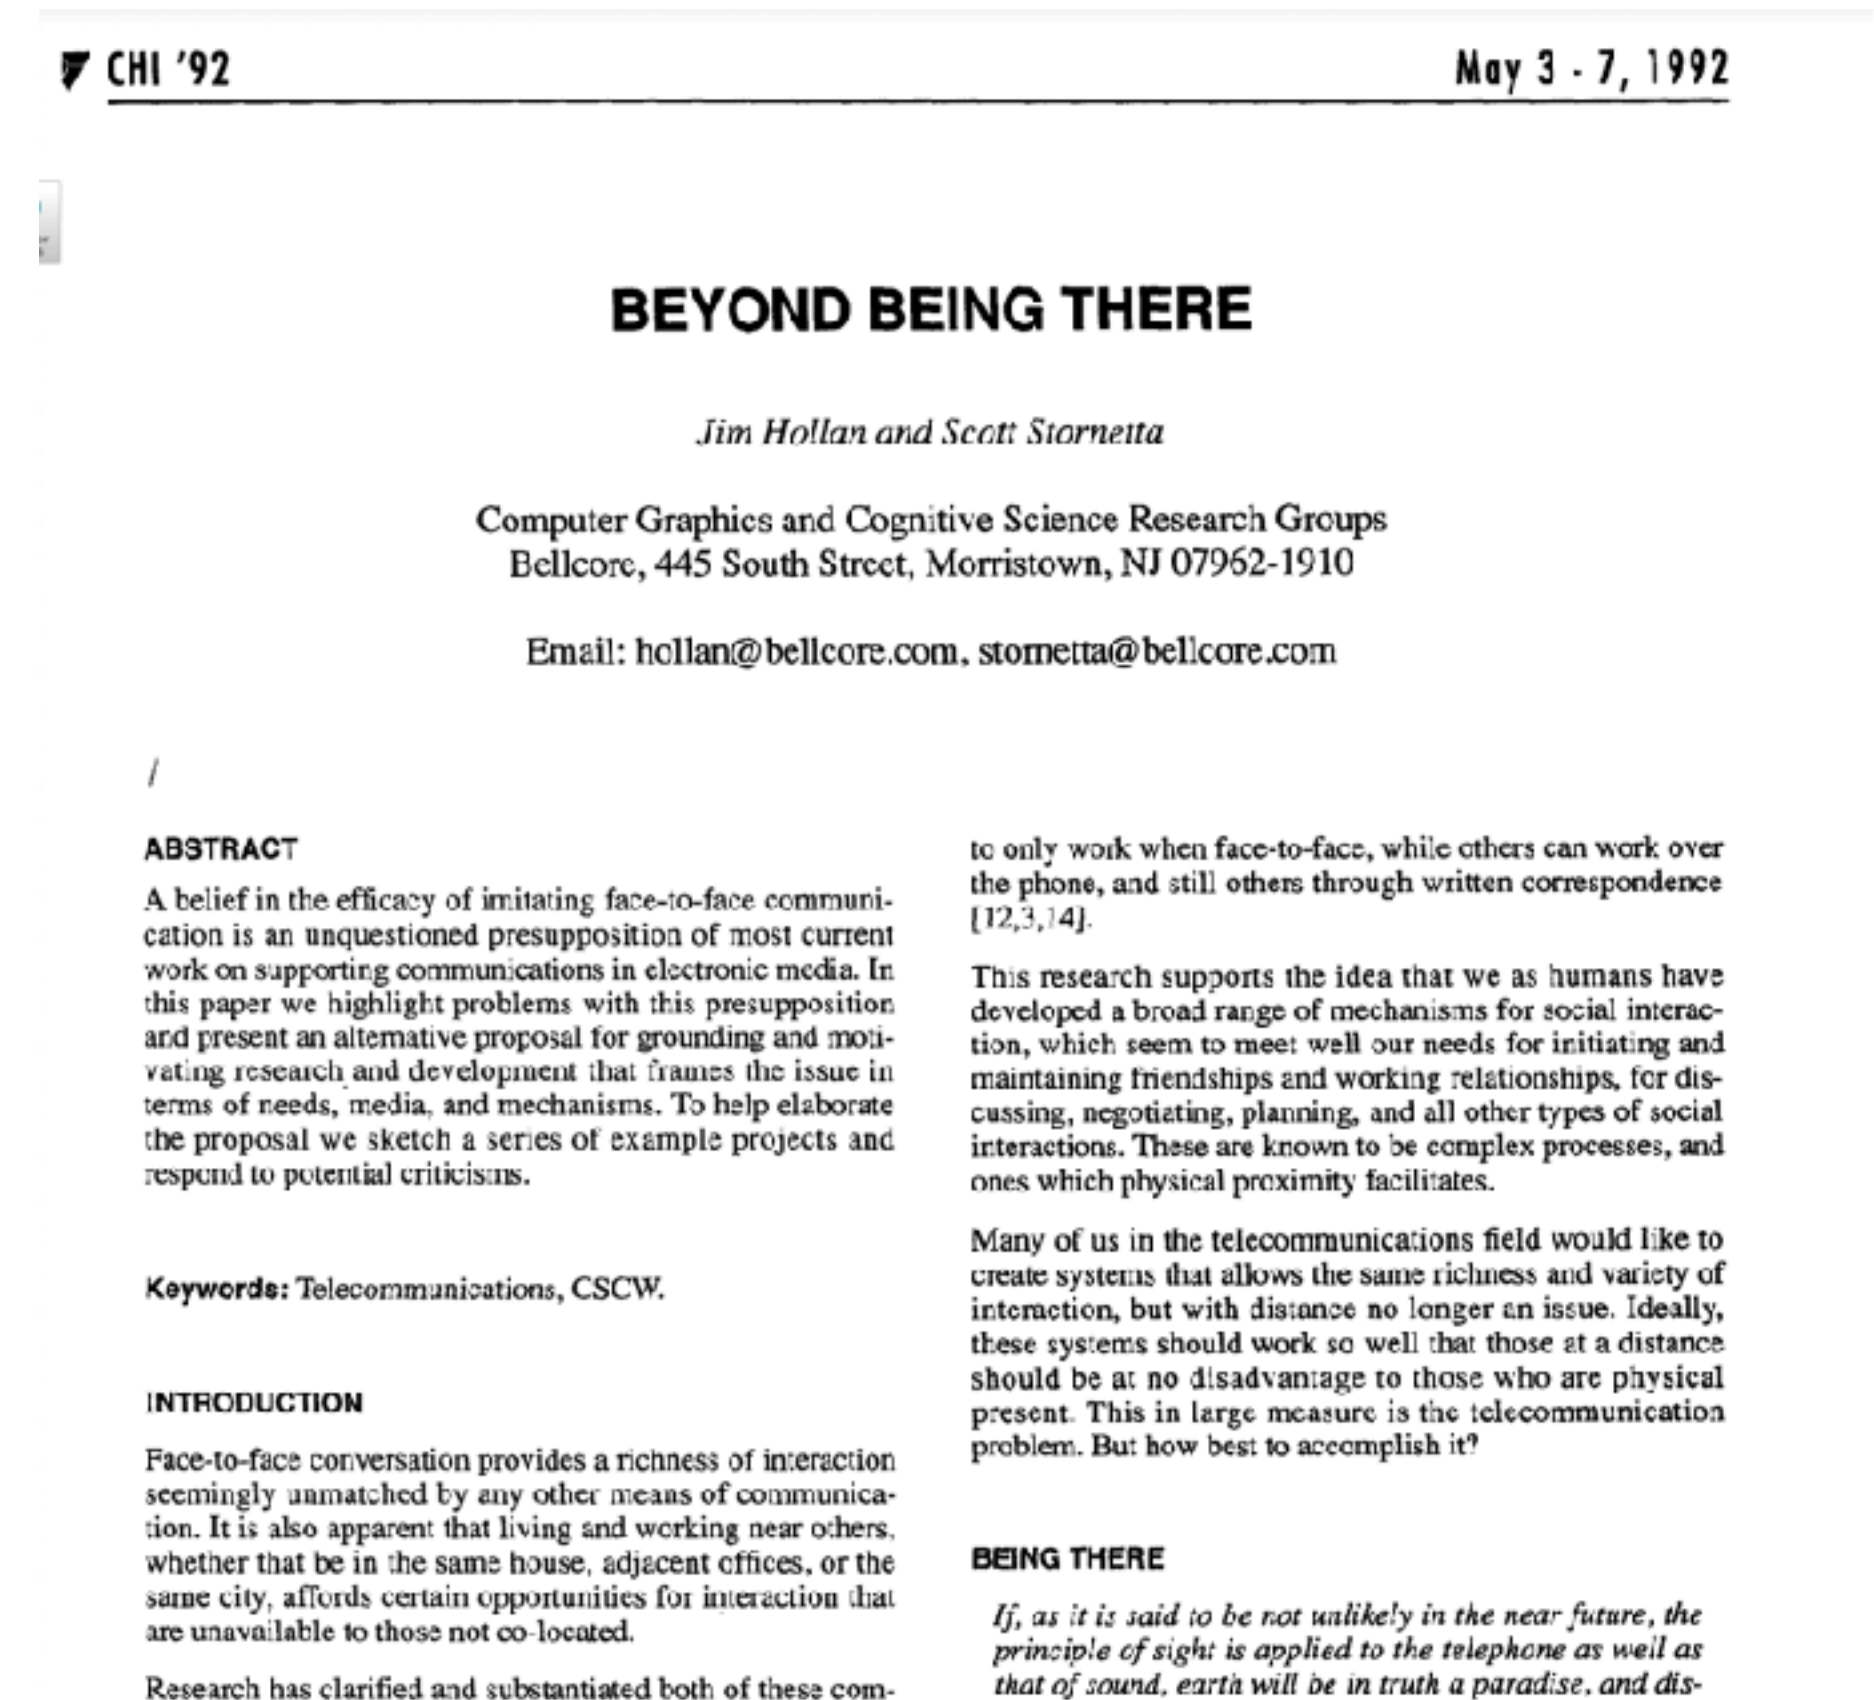 CHI '92
May 3 - 7, 1992
BEYOND BEING THERE
Jim Hollan and Scott Stornetta
Computer Graphics and Cognitive Science Research Groups
Bellcore, 445 South Street, Morristown, NJ 07962-1910
Email: hollan@bellcore.com, stornetta@bellcore.com
/
ABSTRACT
A belief in the efficacy of imitating face-to-face communi-
cation is an unquestioned presupposition of most current
work on supporting communications in electronic media. In
this paper we highlight problems with this presupposition
and present an alternative proposal for grounding and moti-
vating research and development that frames the issue in
terms of needs, media, and mechanisms. To help elaborate
the proposal we sketch a series of example projects and
respond to potential criticisms.
Keywords: Telecommunications, CSCW.
INTRODUCTION
Face-to-face conversation provides a richness of interaction
seemingly unmatched by any other means of communica-
tion. It is also apparent that living and working near others,
whether that be in the same house, adjacent offices, or the
same city, affords certain opportunities for interaction that
are unavailable to those not co-located.
Research has clarified and substantiated both of these com-
to only work when face-to-face, while others can work over
the phone, and still others through written correspondence
[12,3,14].
This research supports the idea that we as humans have
developed a broad range of mechanisms for social interac-
tion, which seem to meet well our needs for initiating and
maintaining friendships and working relationships, for dis-
cussing, negotiating, planning, and all other types of social
interactions. These are known to be complex processes, and
ones which physical proximity facilitates.
Many of us in the telecommunications field would like to
create systems that allows the same richness and variety of
interaction, but with distance no longer an issue. Ideally,
these systems should work so well that those at a distance
should be at no disadvantage to those who are physical
present. This in large measure is the telecommunication
problem. But how best to accomplish it?
BEING THERE
If, as it is said to be not unlikely in the near future, the
principle of sight is applied to the telephone as well as
that of sound, earth will be in truth a paradise, and dis-